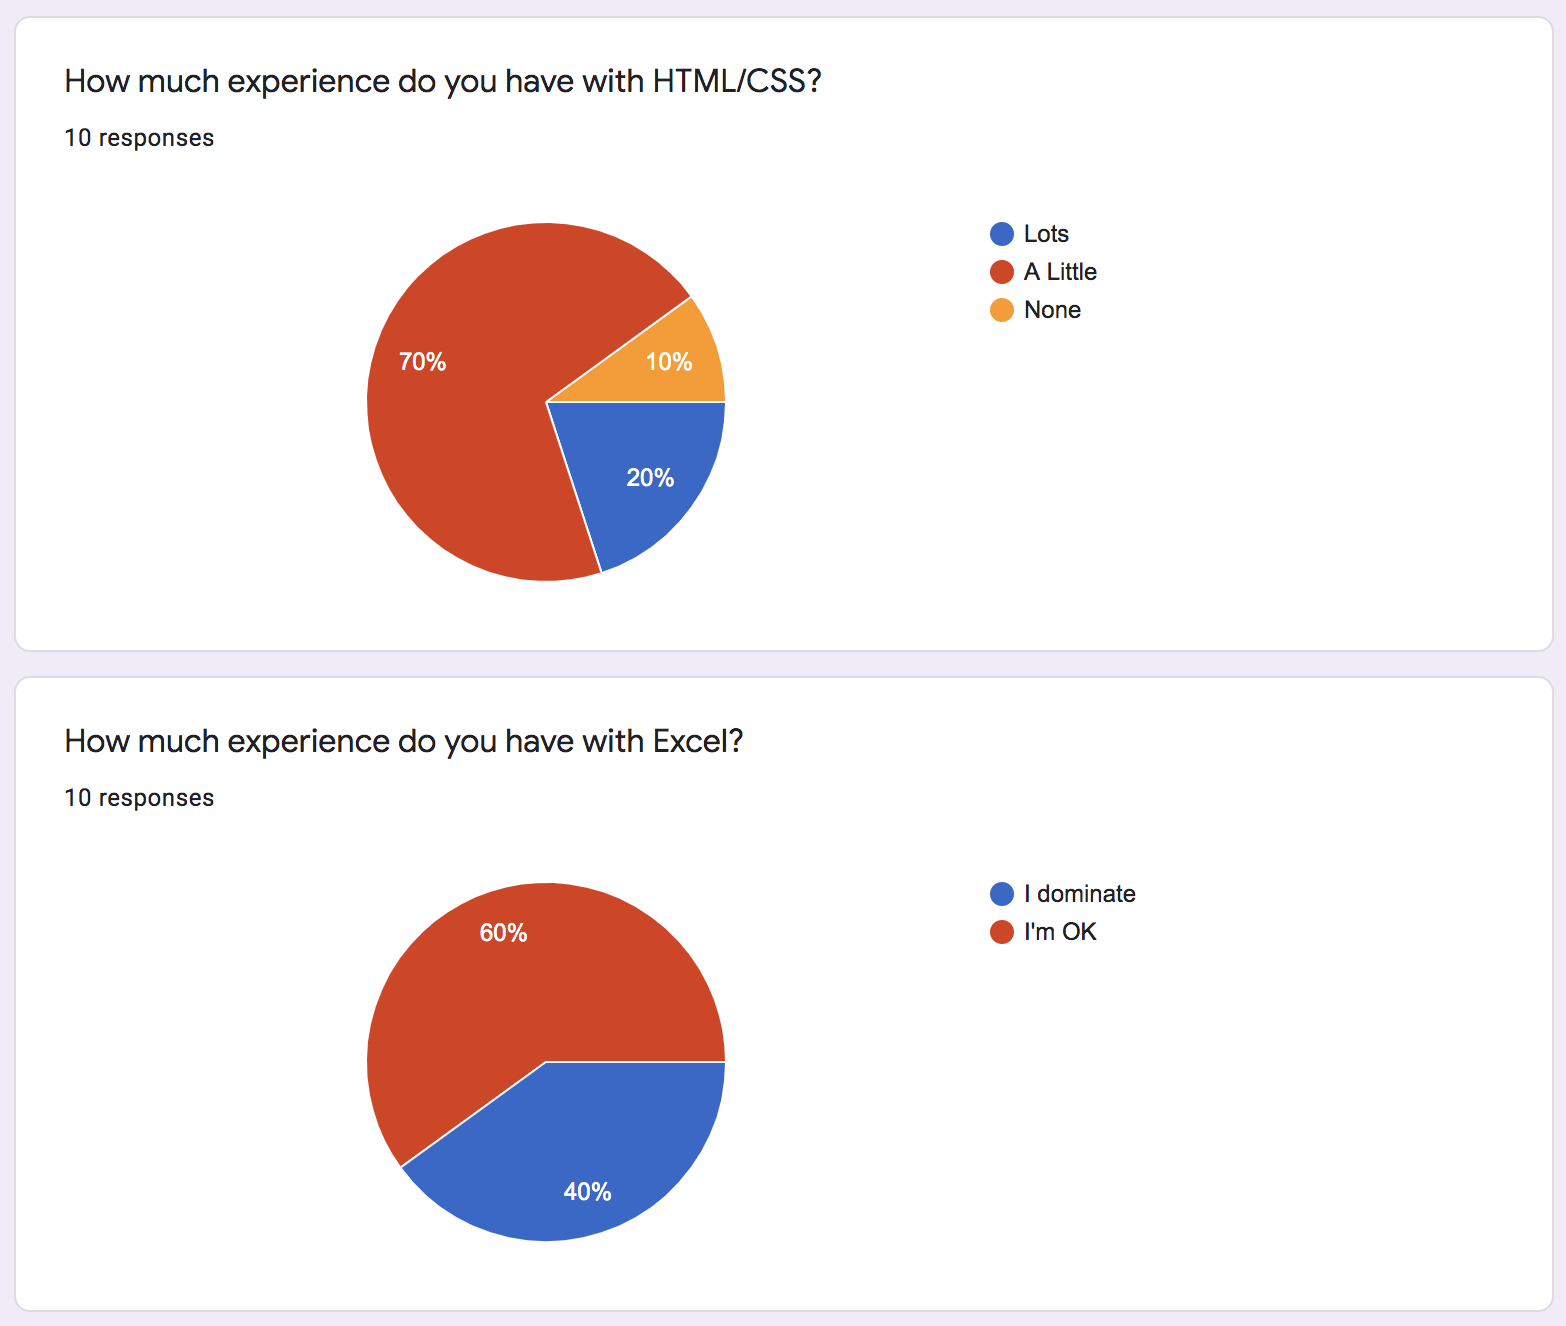 How much experience do you have with HTML/CSS?
10 responses
Lots
A Little
None
70%
10%
20%
How much experience do you have with Excel?
10 responses
I dominate
I'm OK
60%
40%